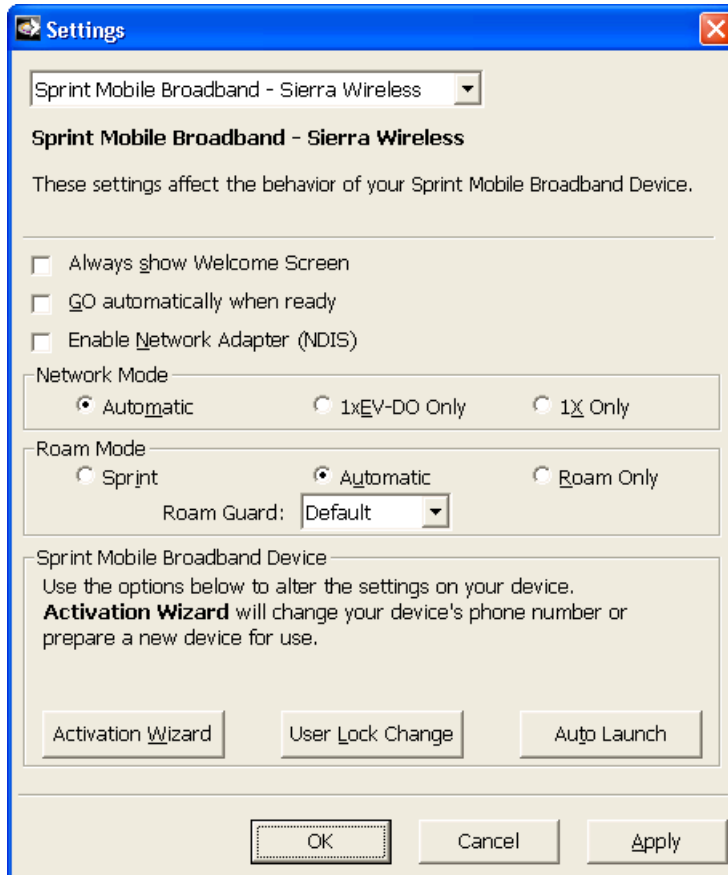 Settings
Sprint Mobile Broadband - Sierra Wireless
Sprint Mobile Broadband - Sierra Wireless
These settings affect the behavior of your Sprint Mobile Broadband Device.
Always show Welcome Screen
GO automatically when ready
Enable Network Adapter (NDIS)
Network Mode
Automatic 1xEV-DO Only 1X Only
Roam Mode
Sprint Automatic Roam Only
Roam Guard: Default
Sprint Mobile Broadband Device
Use the options below to alter the settings on your device.
Activation Wizard will change your device's phone number or
prepare a new device for use.
Activation Wizard User Lock Change Auto Launch
OK Cancel Apply